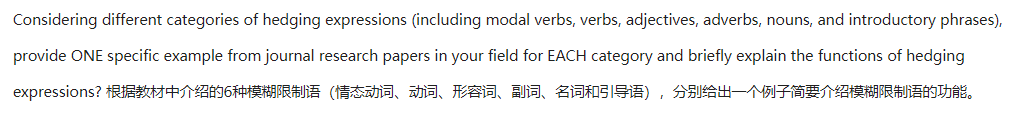 Considering different categories of hedging expressions (including modal verbs, verbs, adjectives, adverbs, nouns, and introductory phrases),
provide ONE specific example from journal research papers in your field for EACH category and briefly explain the functions of hedging
expressions? 根据教材中介绍的6种模糊限制语（情态动词、动词、形容词、副词、名词和引导语），分别给出一个例子简要介绍模糊限制语的功能。